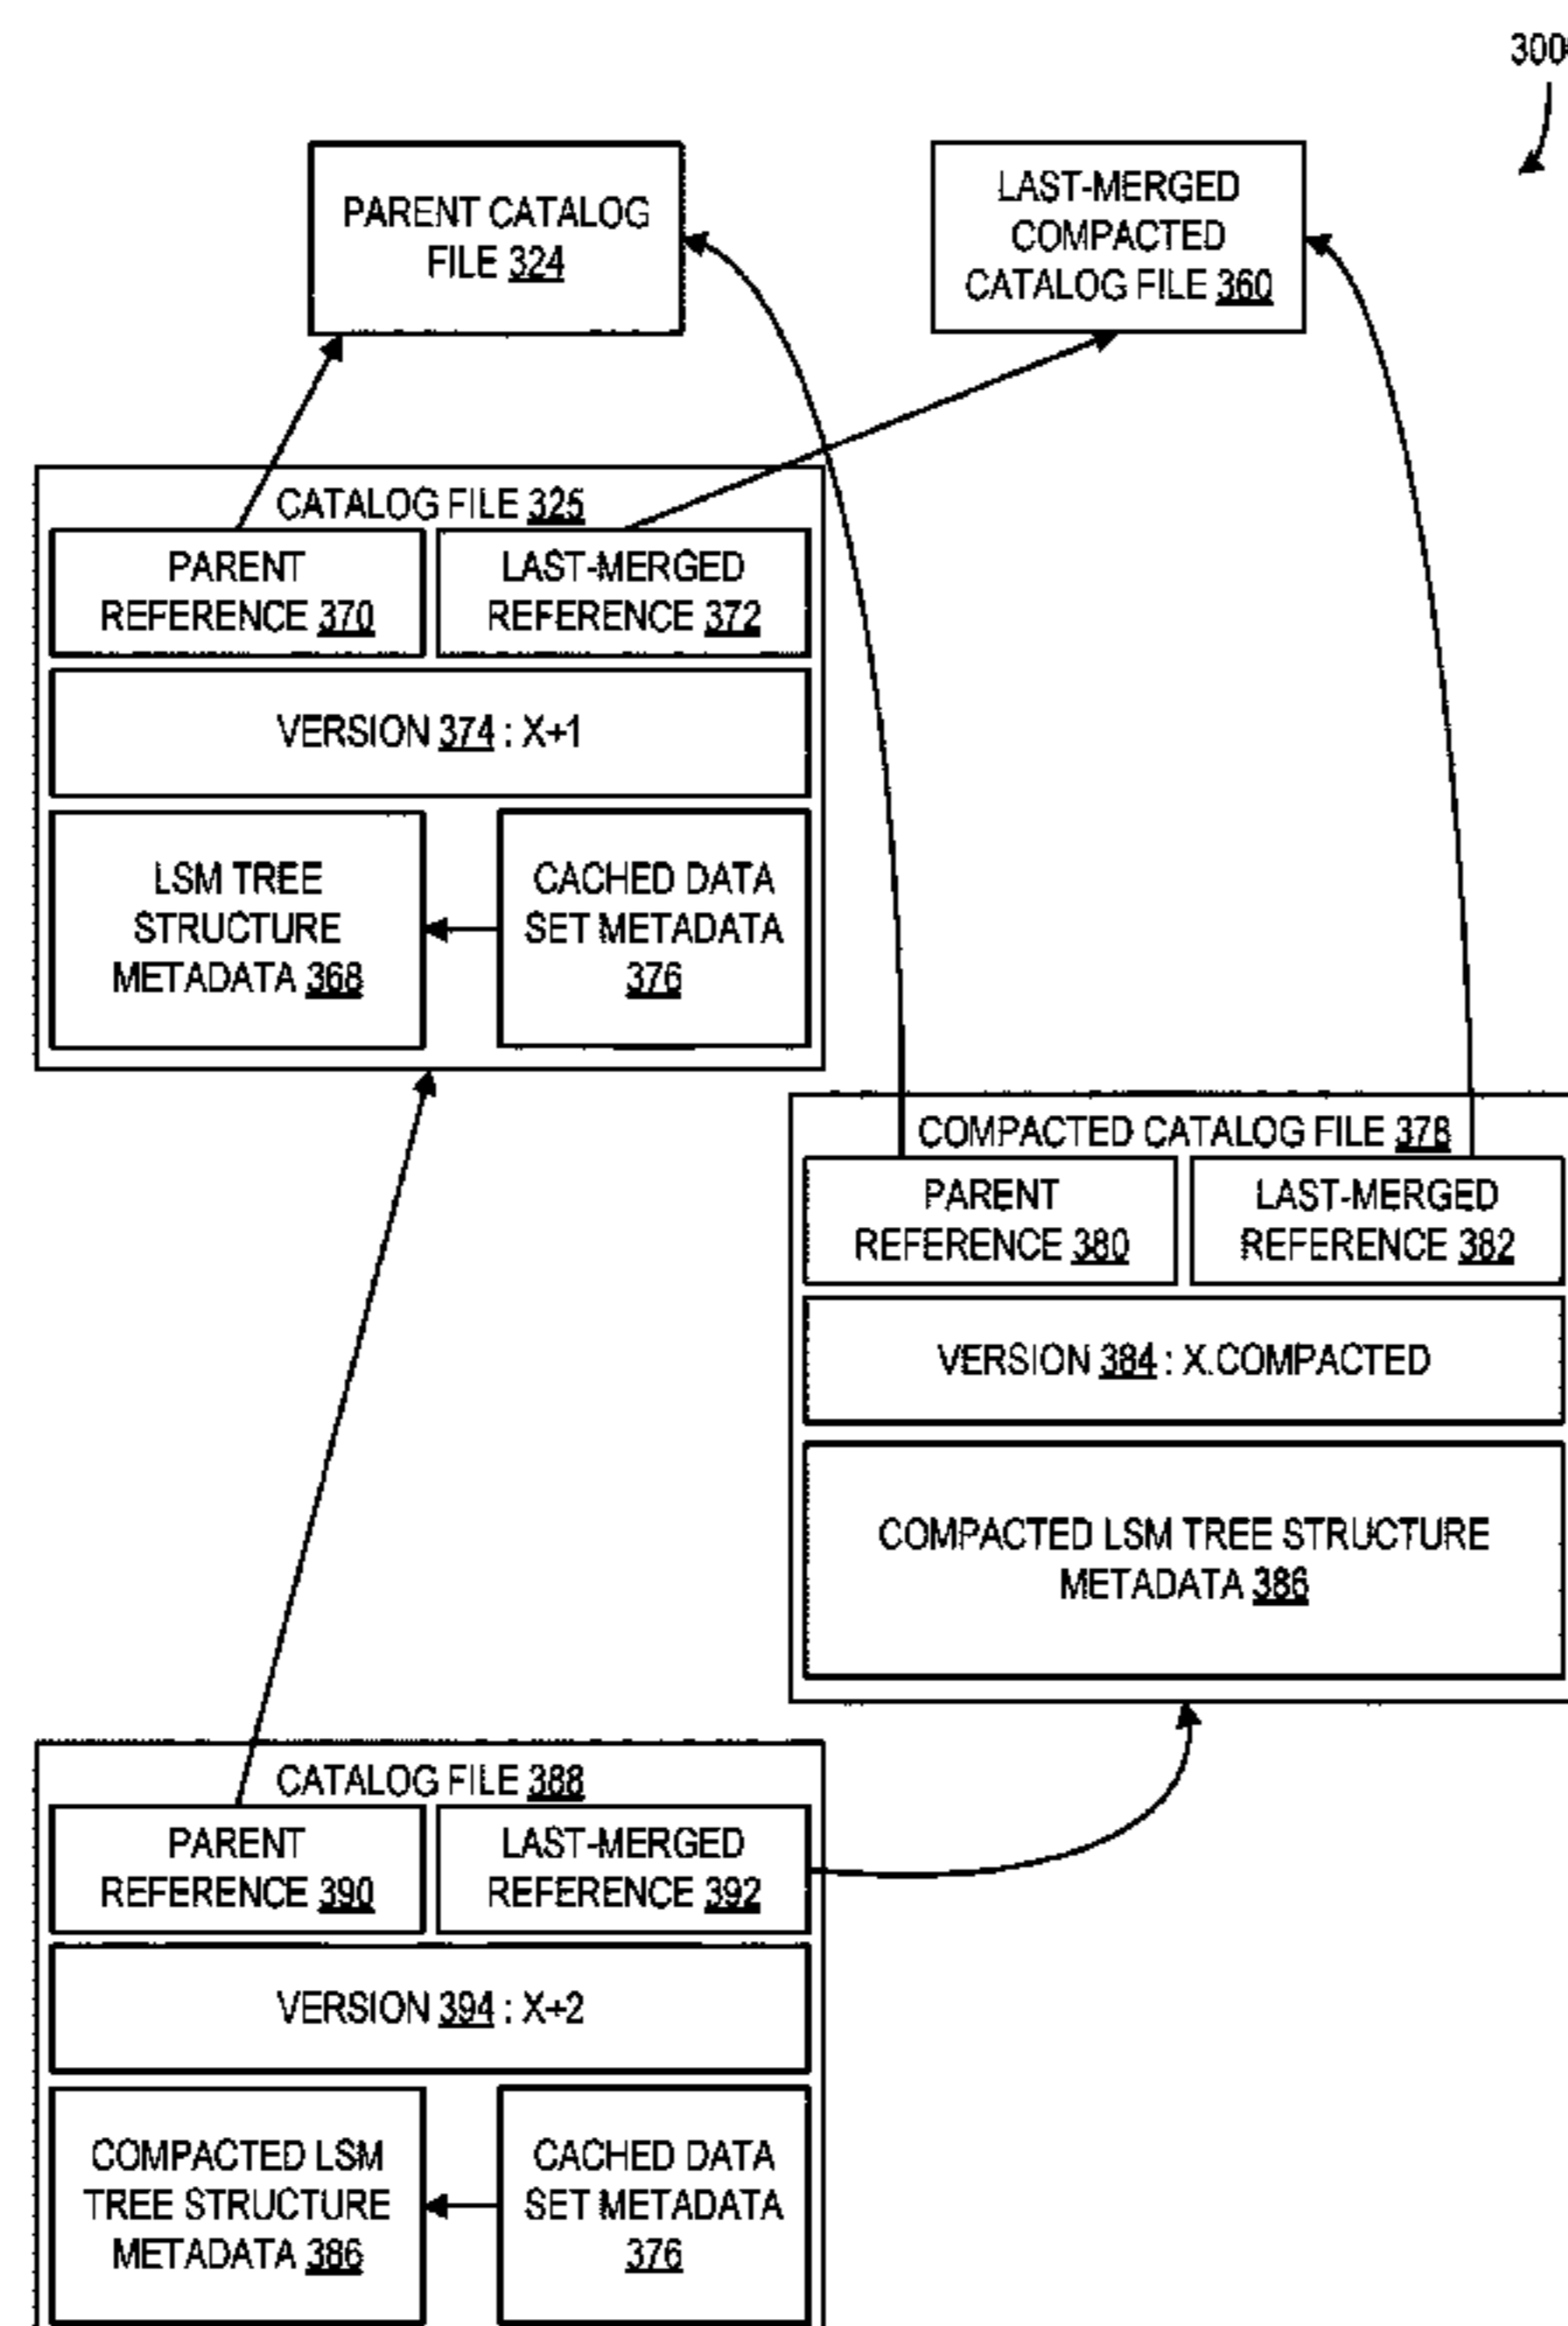 300
PARENT CATALOG
FILE 324
LAST-MERGED
COMPACTED
CATALOG FILE 360
CATALOG FILE 325
PARENT
REFERENCE 370
LAST-MERGED
REFERENCE 372
VERSION 374 : X+1
LSM TREE
STRUCTURE
METADATA 368
CACHED DATA
SET METADATA
376
COMPACTED CATALOG FILE 378
PARENT
REFERENCE 380
LAST-MERGED
REFERENCE 382
VERSION 384 : X.COMPACTED
COMPACTED LSM TREE STRUCTURE
METADATA 386
CATALOG FILE 388
PARENT
REFERENCE 390
LAST-MERGED
REFERENCE 392
VERSION 394 : X+2
COMPACTED LSM
TREE STRUCTURE
METADATA 386
CACHED DATA
SET METADATA
376